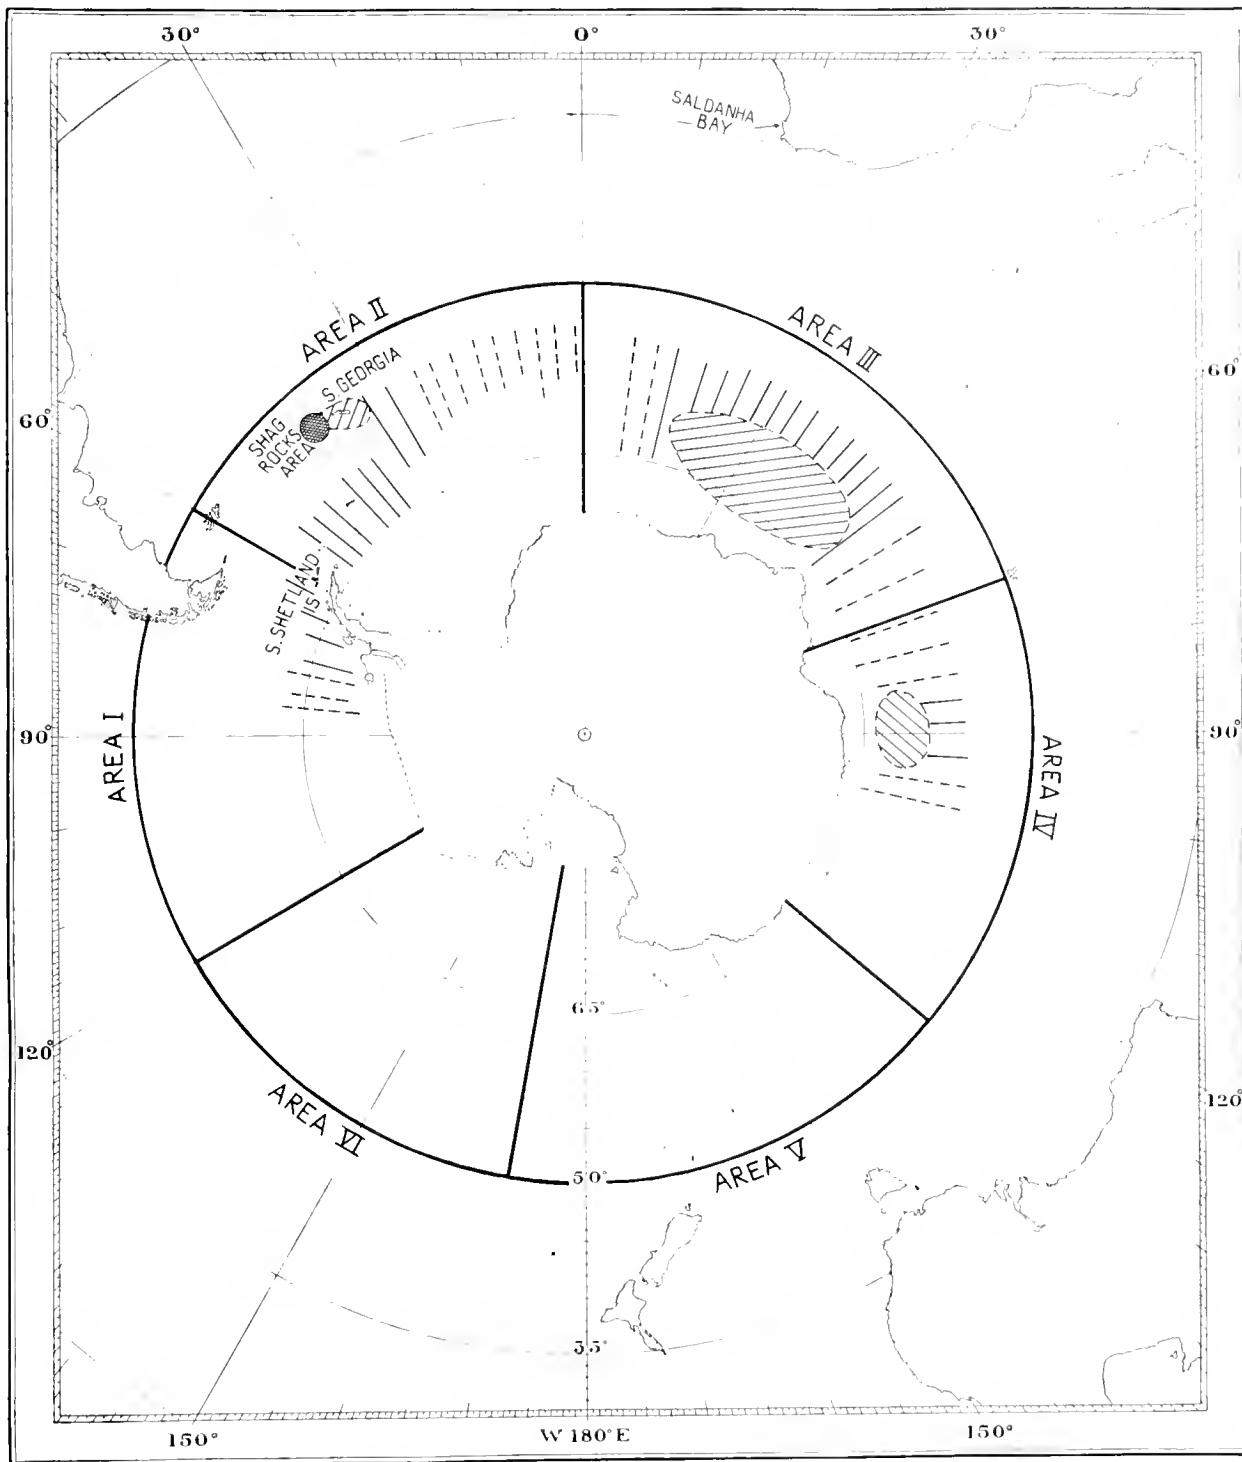 30° 0° 30°
SALDANHA
BAY
AREA II
AREA III
60°
S. GEORGIA
SHAG
ROCKS
AREA
60°
S. SHETLAND
IS
90°
90°
AREA I
AREA IV
65°
120°
120°
AREA VI
AREA V
50°
35°
150° W 180° E 150°